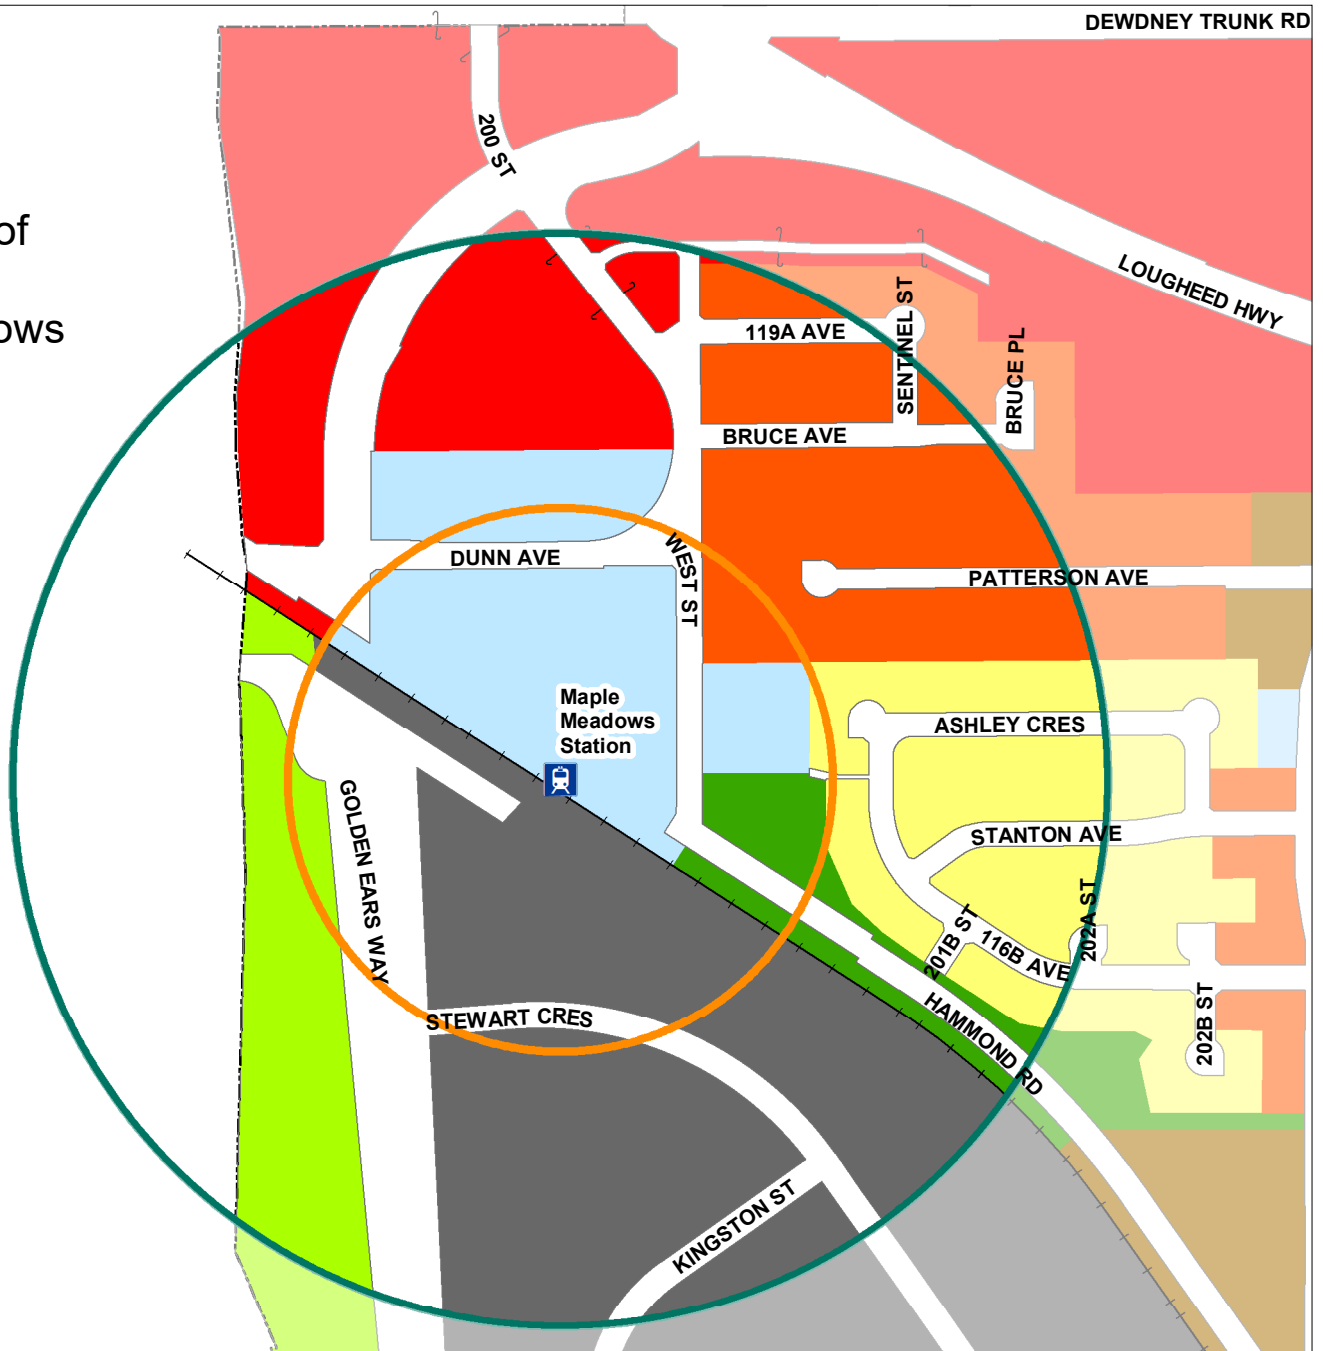 DEWDNEY TRUNK RD
200 ST
of
LOUGHEED HWY
ows
119A AVE
SENTINEL ST
BRUCE PL
BRUCE AVE
DUNN AVE
WEST ST
PATTERSON AVE
Maple
Meadows
Station
ASHLEY CRES
GOLDEN EARS WAY
STANTON AVE
202A ST
201B ST
116B AVE
HAMMOND RD
202B ST
STEWART CRES
KINGSTON ST